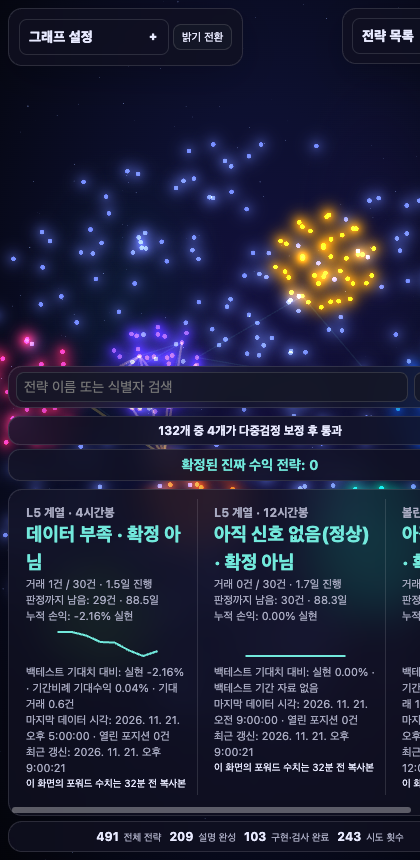 그래프 설정 +
밝기 전환
전략 목록
전략 이름 또는 식별자 검색
132개 중 4개가 다중검정 보정 후 통과
확정된 진짜 수익 전략: 0
L5 계열 · 4시간봉
데이터 부족 · 확정 아
님
거래 1건 / 30건 · 1.5일 진행
판정까지 남음: 29건 · 88.5일
누적 손익: -2.16% 실현
백테스트 기대치 대비: 실현 -2.16%
· 기간비례 기대수익 0.04% · 기대
거래 0.6건
마지막 데이터 시각: 2026. 11. 21.
오후 5:00:00 · 열린 포지션 0건
최근 갱신: 2026. 11. 21. 오후
9:00:21
이 화면의 포워드 수치는 32분 전 복사본
L5 계열 · 12시간봉
아직 신호 없음(정상)
· 확정 아님
거래 0건 / 30건 · 1.7일 진행
판정까지 남음: 30건 · 88.3일
누적 손익: 0.00% 실현
백테스트 기대치 대비: 실현 0.00% ·
백테스트 기간 자료 없음
마지막 데이터 시각: 2026. 11. 21.
오전 9:00:00 · 열린 포지션 0건
최근 갱신: 2026. 11. 21. 오후
9:00:21
이 화면의 포워드 수치는 32분 전 복사본
491 전체 전략 209 설명 완성 103 구현·검사 완료 243 시도 횟수